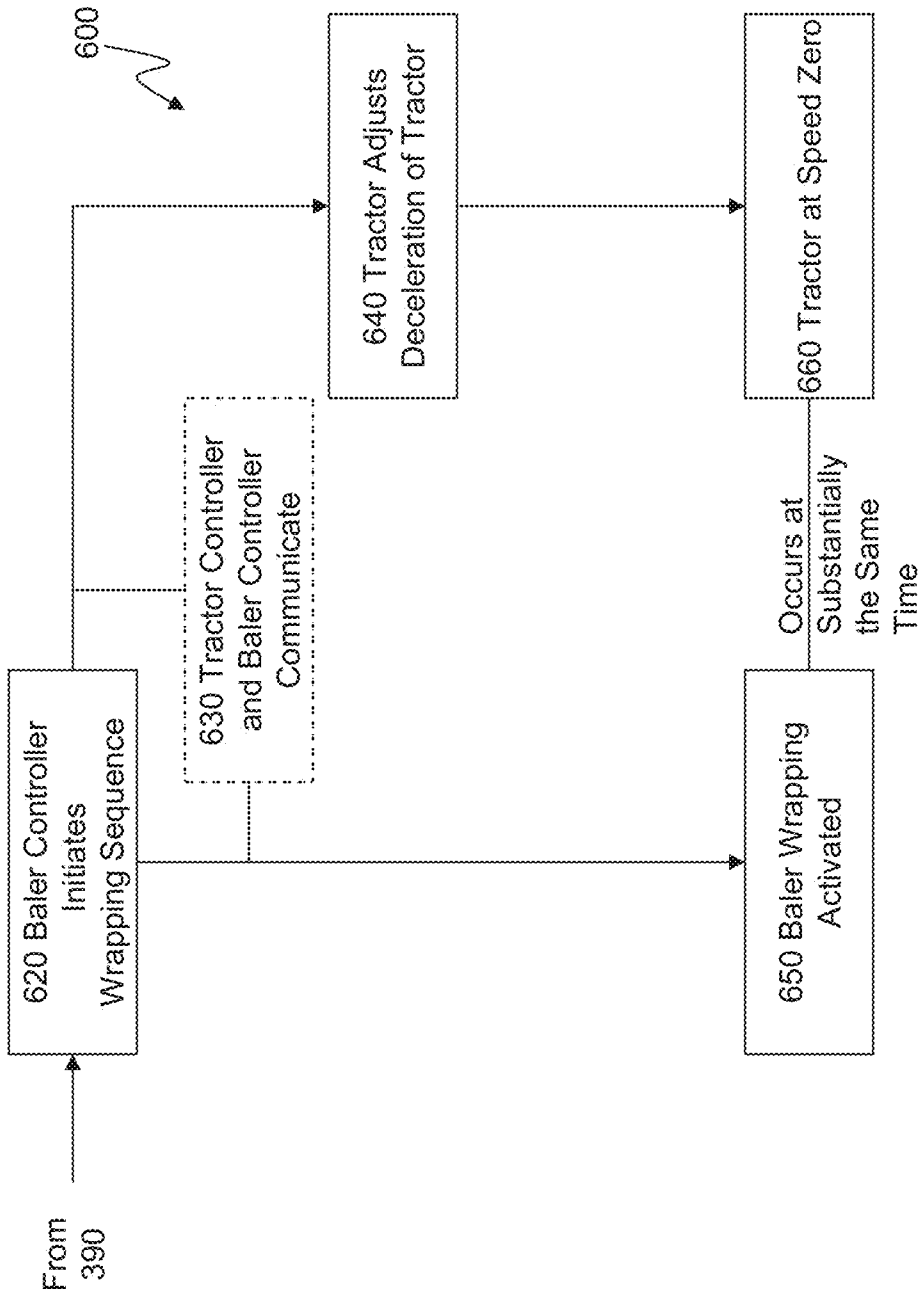 600
From
390
620 Baler Controller
Initiates
Wrapping Sequence
630 Tractor Controller
and Baler Controller
Communicate
640 Tractor Adjusts
Deceleration of Tractor
650 Baler Wrapping
Activated
Occurs at
Substantially
the Same
Time
660 Tractor at Speed Zero